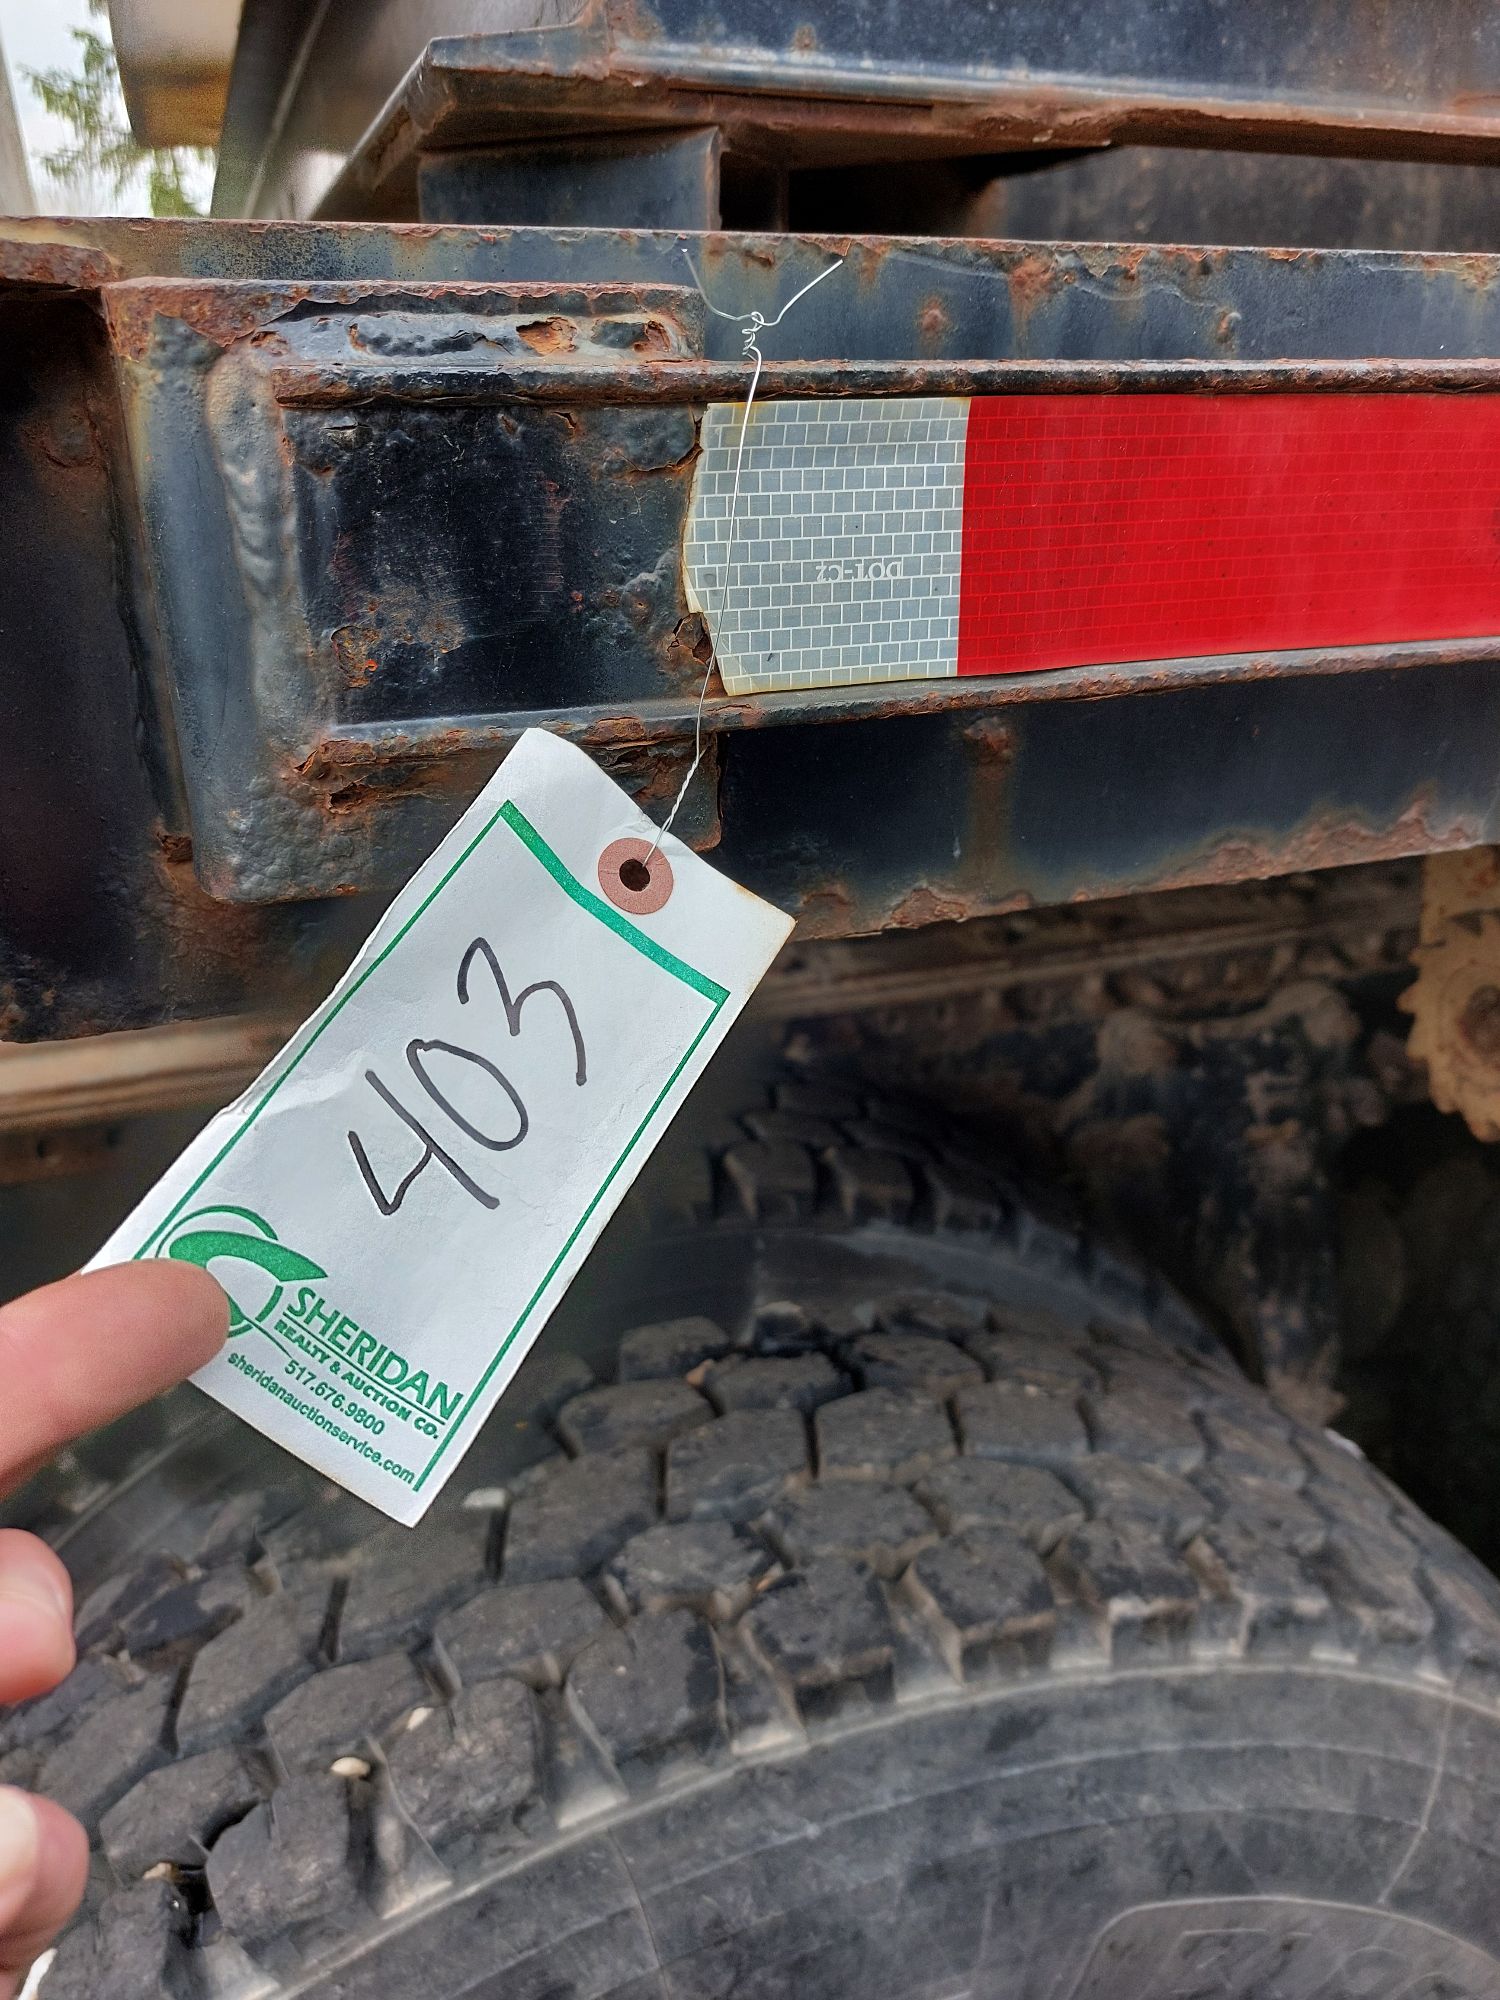 DOT-C2
403
SHERIDAN
REALTY & AUCTION CO.
517.676.9800
sheridanauctionservice.com